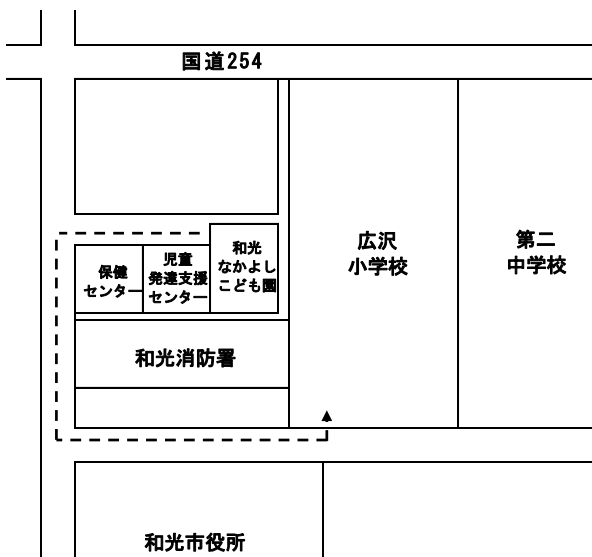 国道254
和光
なかよし
こども園
児童
発達支援
センター
保健
センター
広沢
小学校
第二
中学校
和光消防署
和光市役所